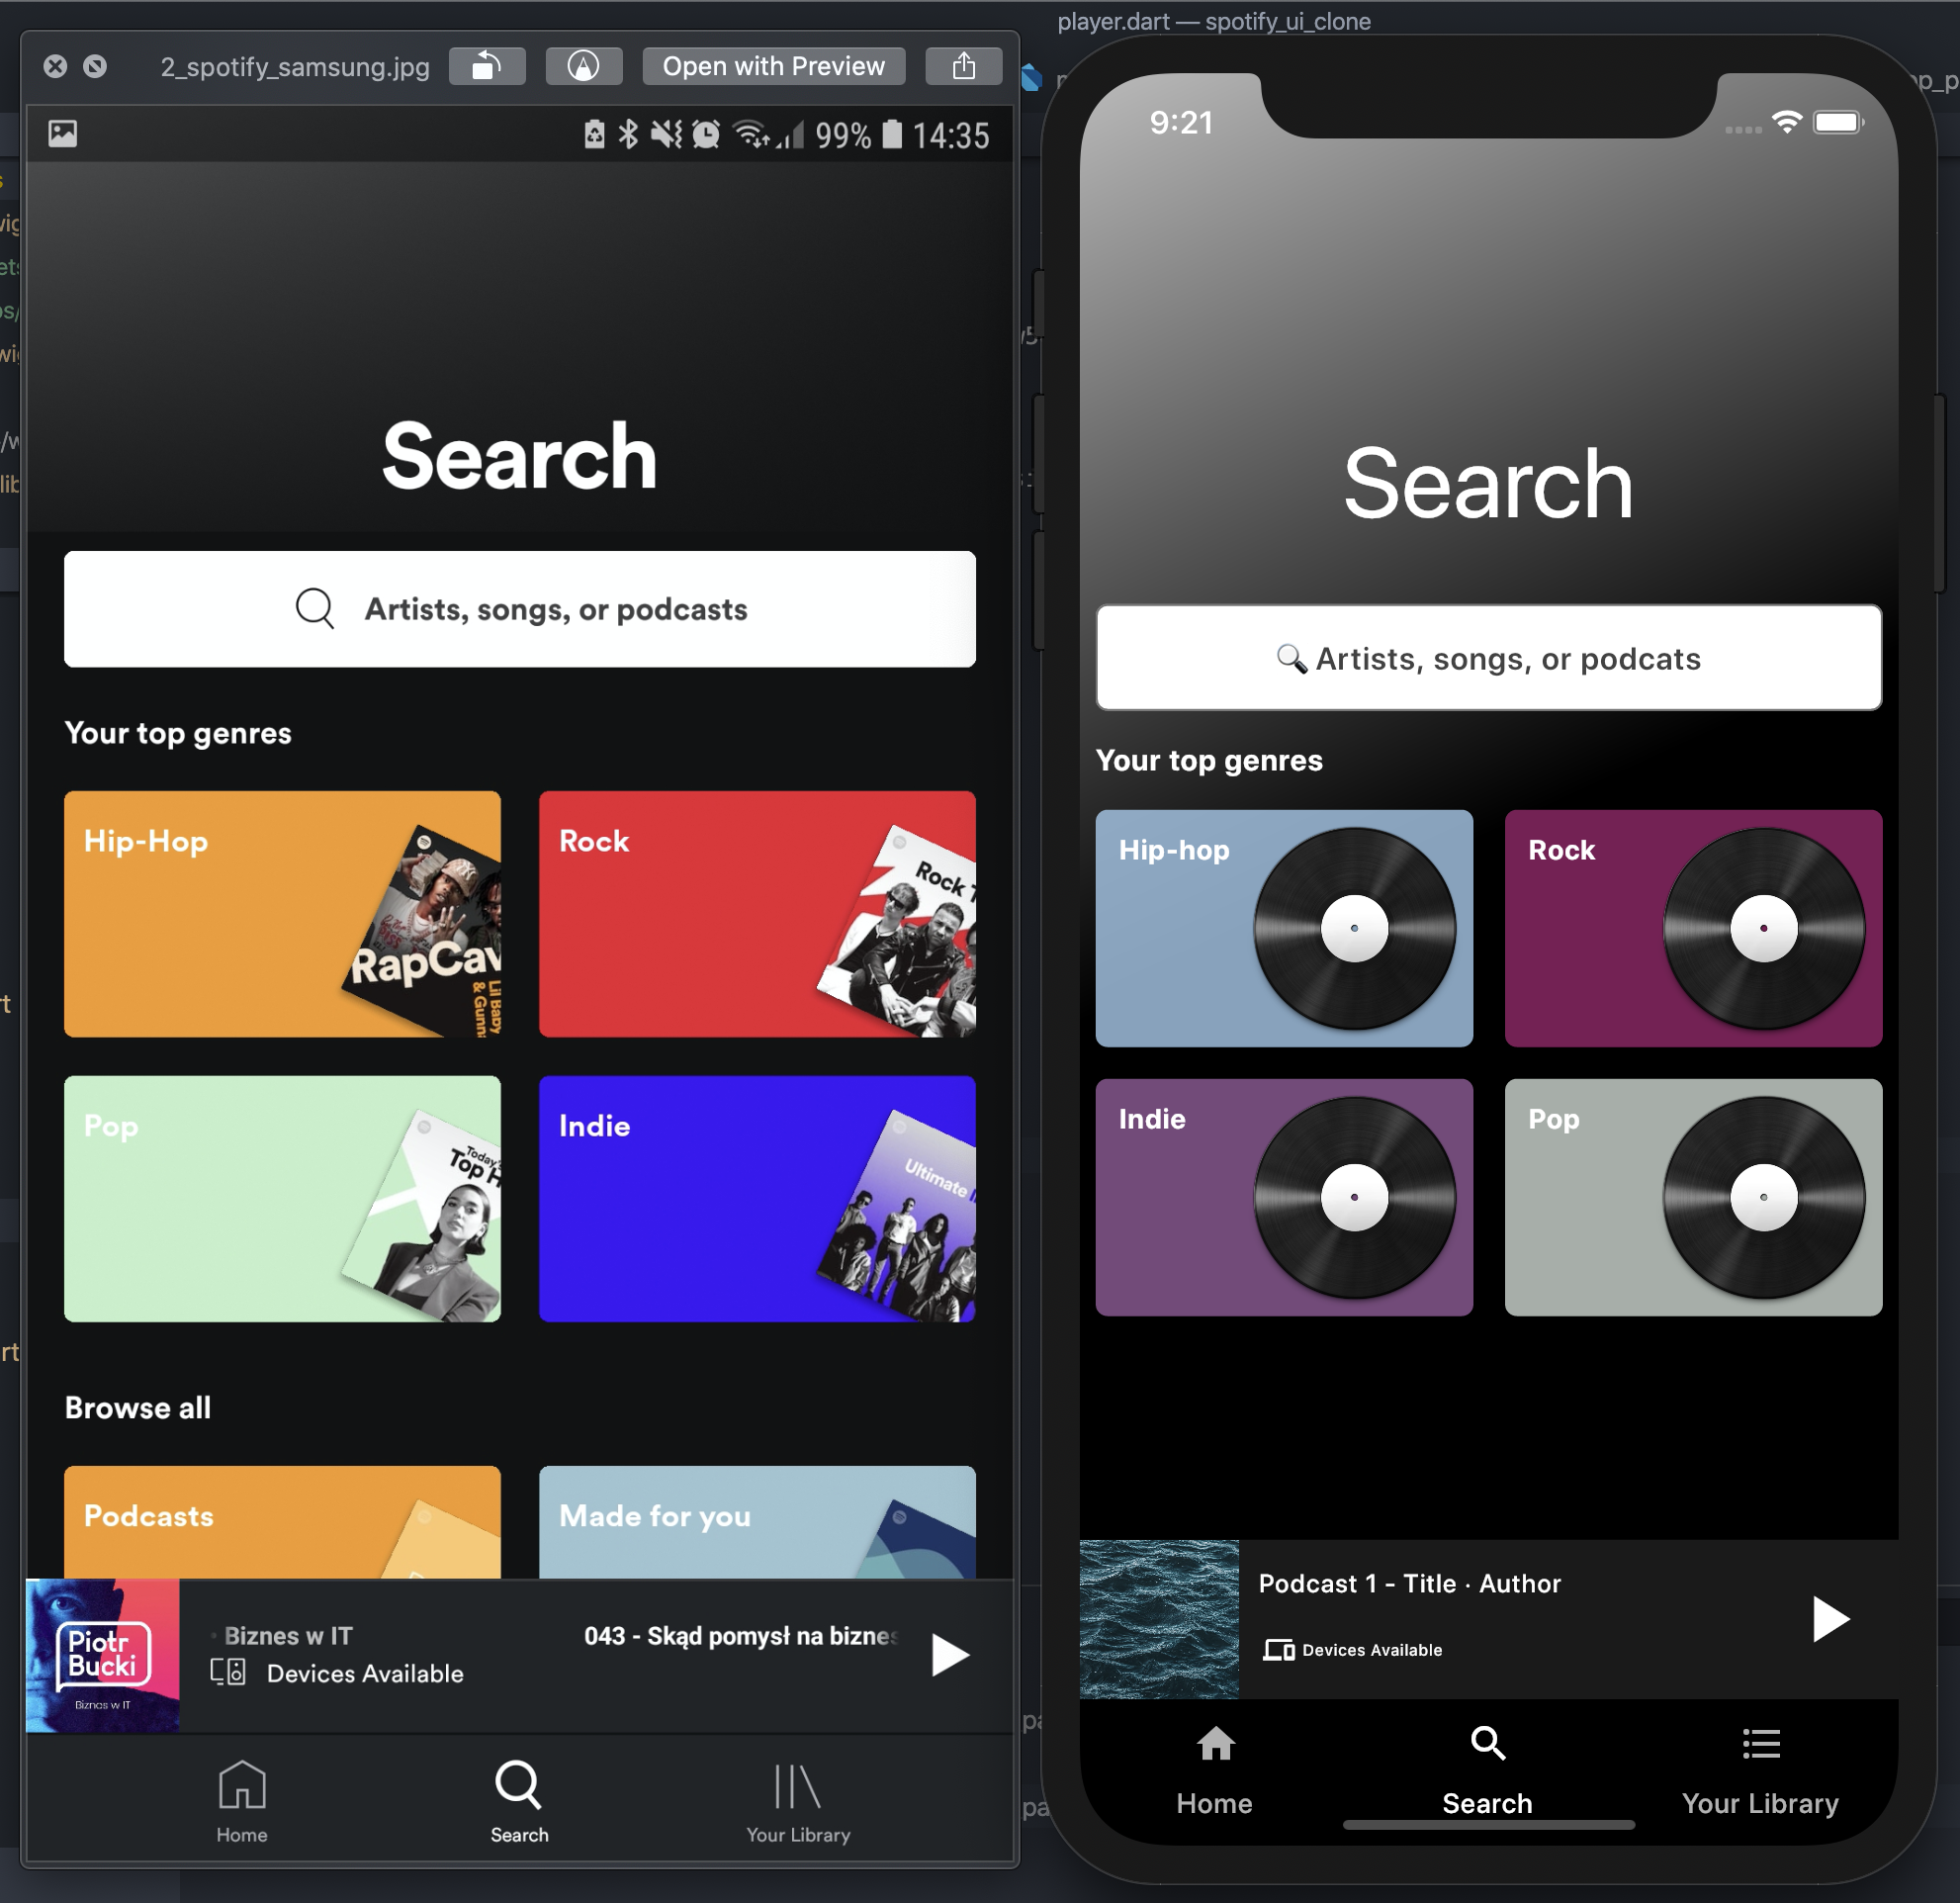 player.dart — spotify_ui_clone
2_spotify_samsung.jpg
Open with Preview
99% 14:35
Search
Artists, songs, or podcasts
Your top genres
Hip-Hop
Rock
RapCav
Lil Baby
& Gunn
Rock T
Pop
Indie
Today's
Top H
Ultimate I
Browse all
Podcasts
Made for you
Piotr
Bucki
Biznes w IT
· Biznes w IT
043 - Skąd pomysł na biznes
Devices Available
Home
Search
Your Library
9:21
Search
🔍 Artists, songs, or podcats
Your top genres
Hip-hop
Rock
Indie
Pop
Podcast 1 - Title · Author
Devices Available
Home
Search
Your Library